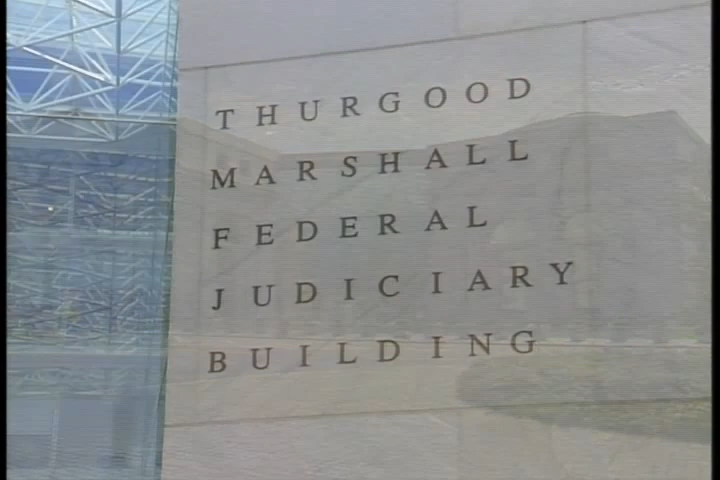 THURGOOD
MARSHALL
FEDERAL
JUDICIARY
BUILDING